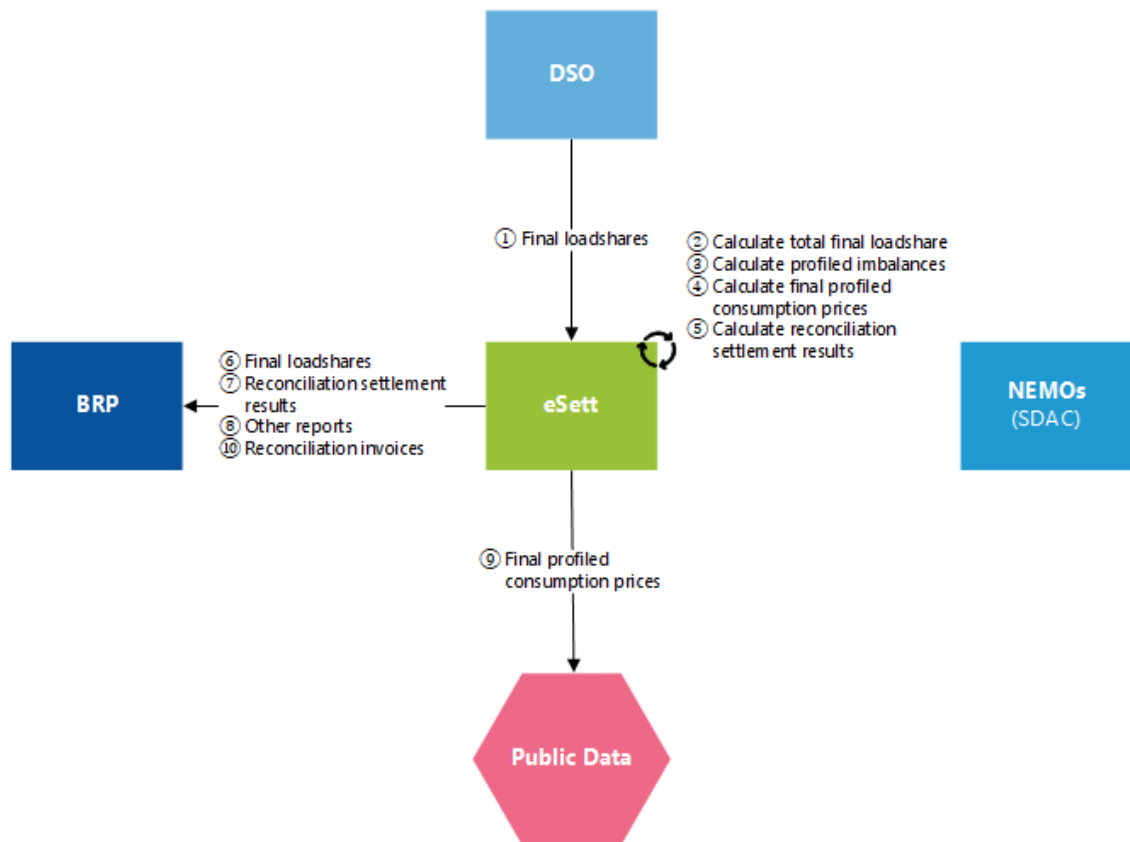 DSO
① Final loadshares
② Calculate total final loadshare
③ Calculate profiled imbalances
④ Calculate final profiled
consumption prices
⑤ Calculate reconciliation
settlement results
BRP
⑥ Final loadshares
⑦ Reconciliation settlement
results
⑧ Other reports
⑩ Reconciliation invoices
eSett
NEMOs
(SDAC)
⑨ Final profiled
consumption prices
Public Data